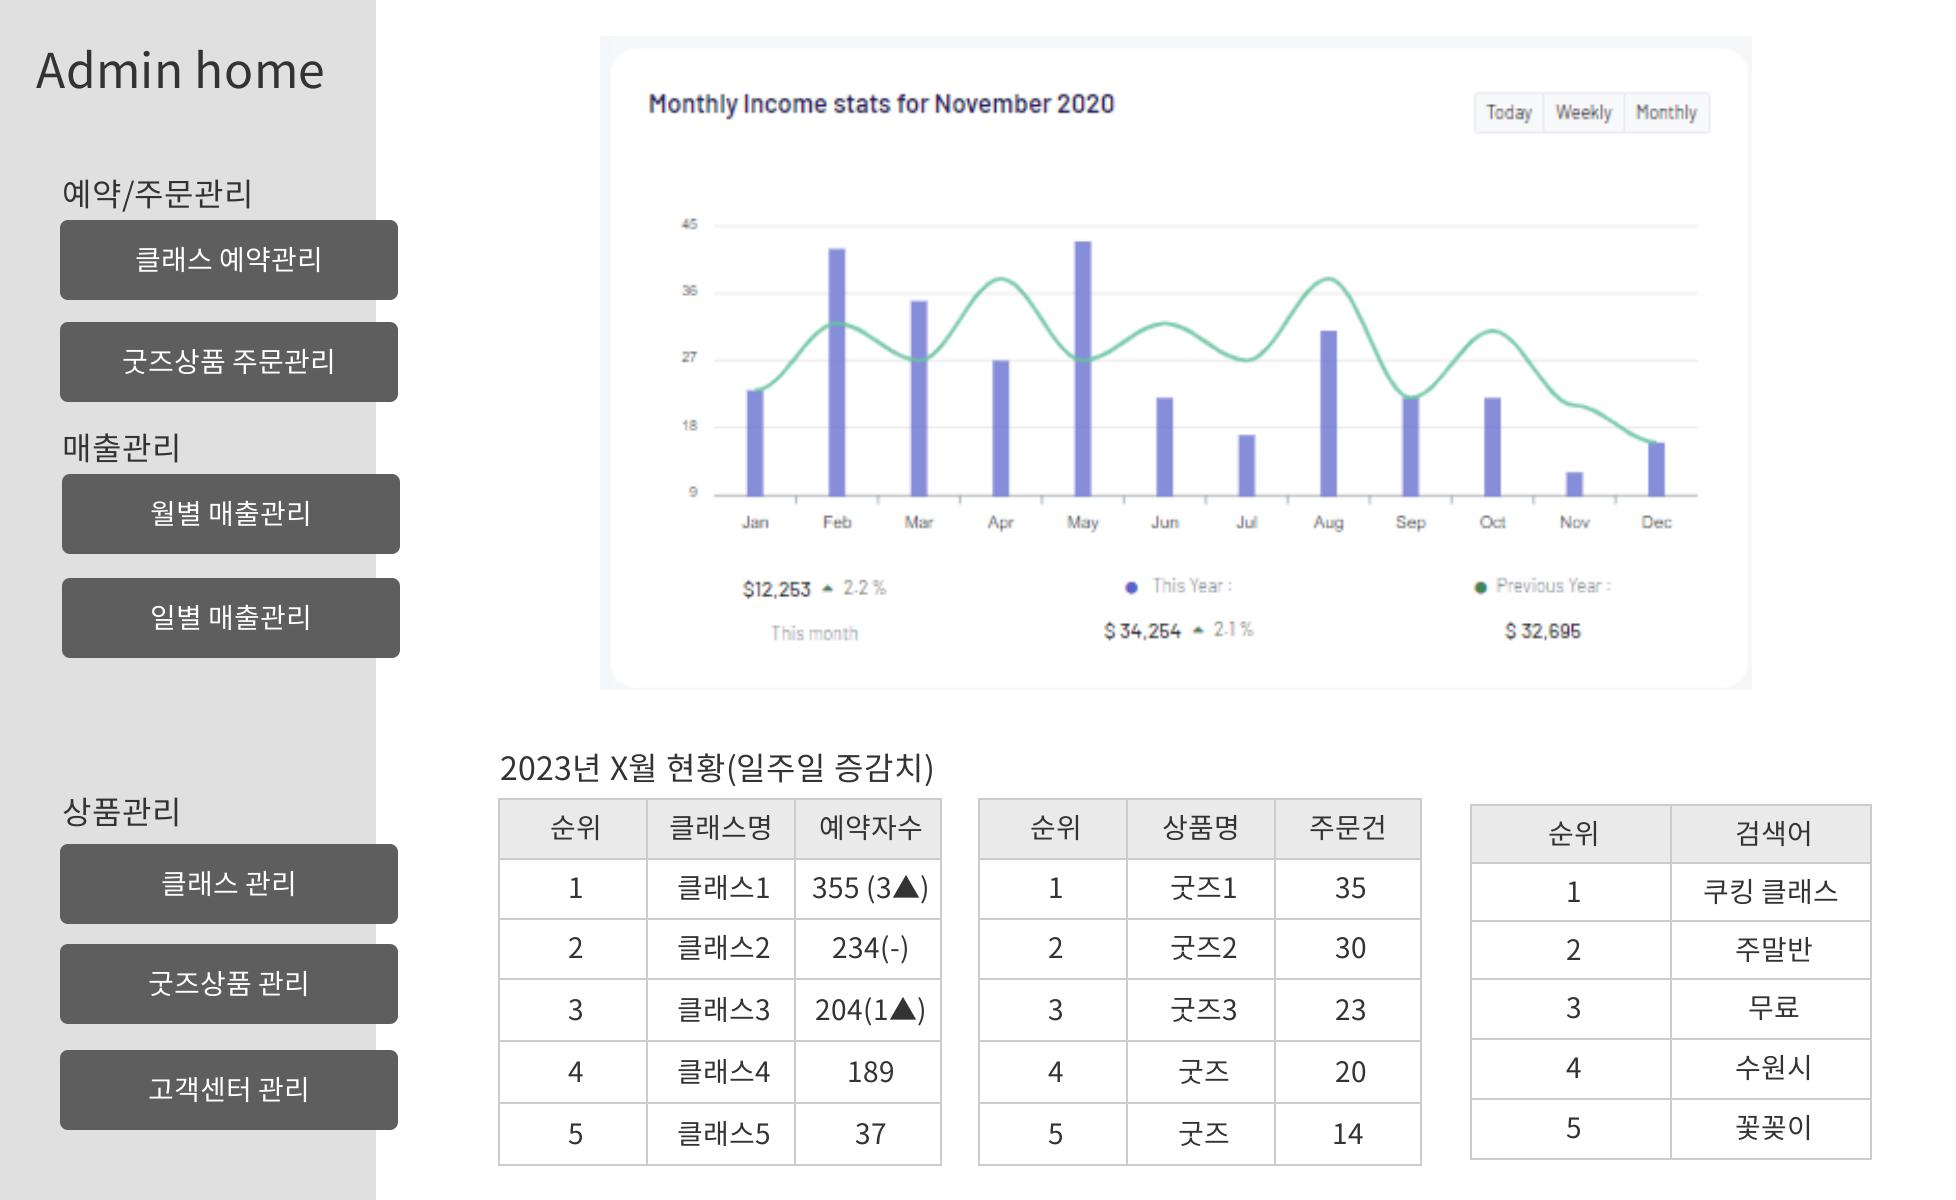 Admin home
예약/주문관리
클래스 예약관리
굿즈상품 주문관리
매출관리
월별 매출관리
일별 매출관리
상품관리
클래스 관리
굿즈상품 관리
고객센터 관리
Monthly Income stats for November 2020
Today Weekly Monthly
45
36
27
18
9
Jan Feb Mar Apr May Jun Jul Aug Sep Oct Nov Dec
$12,253 ▲ 2.2 %
This month
● This Year :
$ 34,254 ▲ 2.1 %
● Previous Year :
$ 32,695
2023년 X월 현황(일주일 증감치)
순위 클래스명 예약자수
1 클래스1 355 (3▲)
2 클래스2 234(-)
3 클래스3 204(1▲)
4 클래스4 189
5 클래스5 37
순위 상품명 주문건
1 굿즈1 35
2 굿즈2 30
3 굿즈3 23
4 굿즈 20
5 굿즈 14
순위 검색어
1 쿠킹 클래스
2 주말반
3 무료
4 수원시
5 꽃꽂이